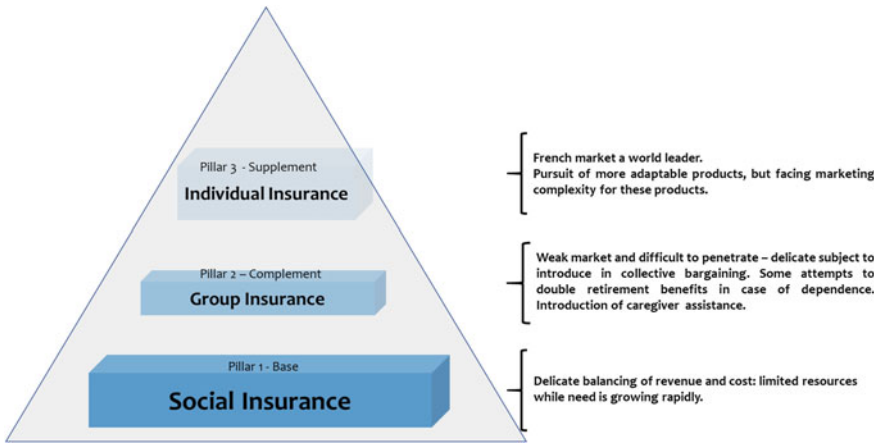 Pillar 3 - Supplement
Individual Insurance
French market a world leader.
Pursuit of more adaptable products, but facing marketing
complexity for these products.
Pillar 2 – Complement
Group Insurance
Weak market and difficult to penetrate – delicate subject to
introduce in collective bargaining. Some attempts to
double retirement benefits in case of dependence.
Introduction of caregiver assistance.
Pillar 1 - Base
Social Insurance
Delicate balancing of revenue and cost: limited resources
while need is growing rapidly.